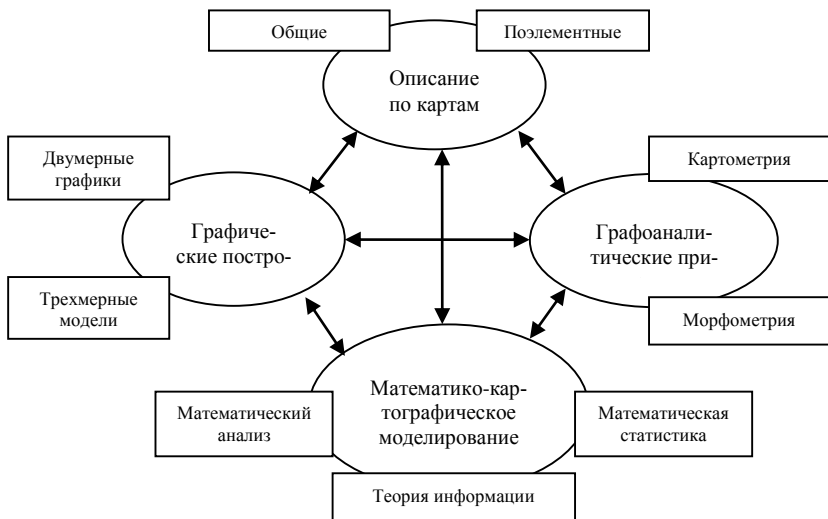 Общие
Поэлементные
Описание
по картам
Двумерные
графики
Картометрия
Графиче-
ские постро-
Графоанали-
тические при-
Трехмерные
модели
Морфометрия
Математико-кар-
тографическое
моделирование
Математический
анализ
Математическая
статистика
Теория информации